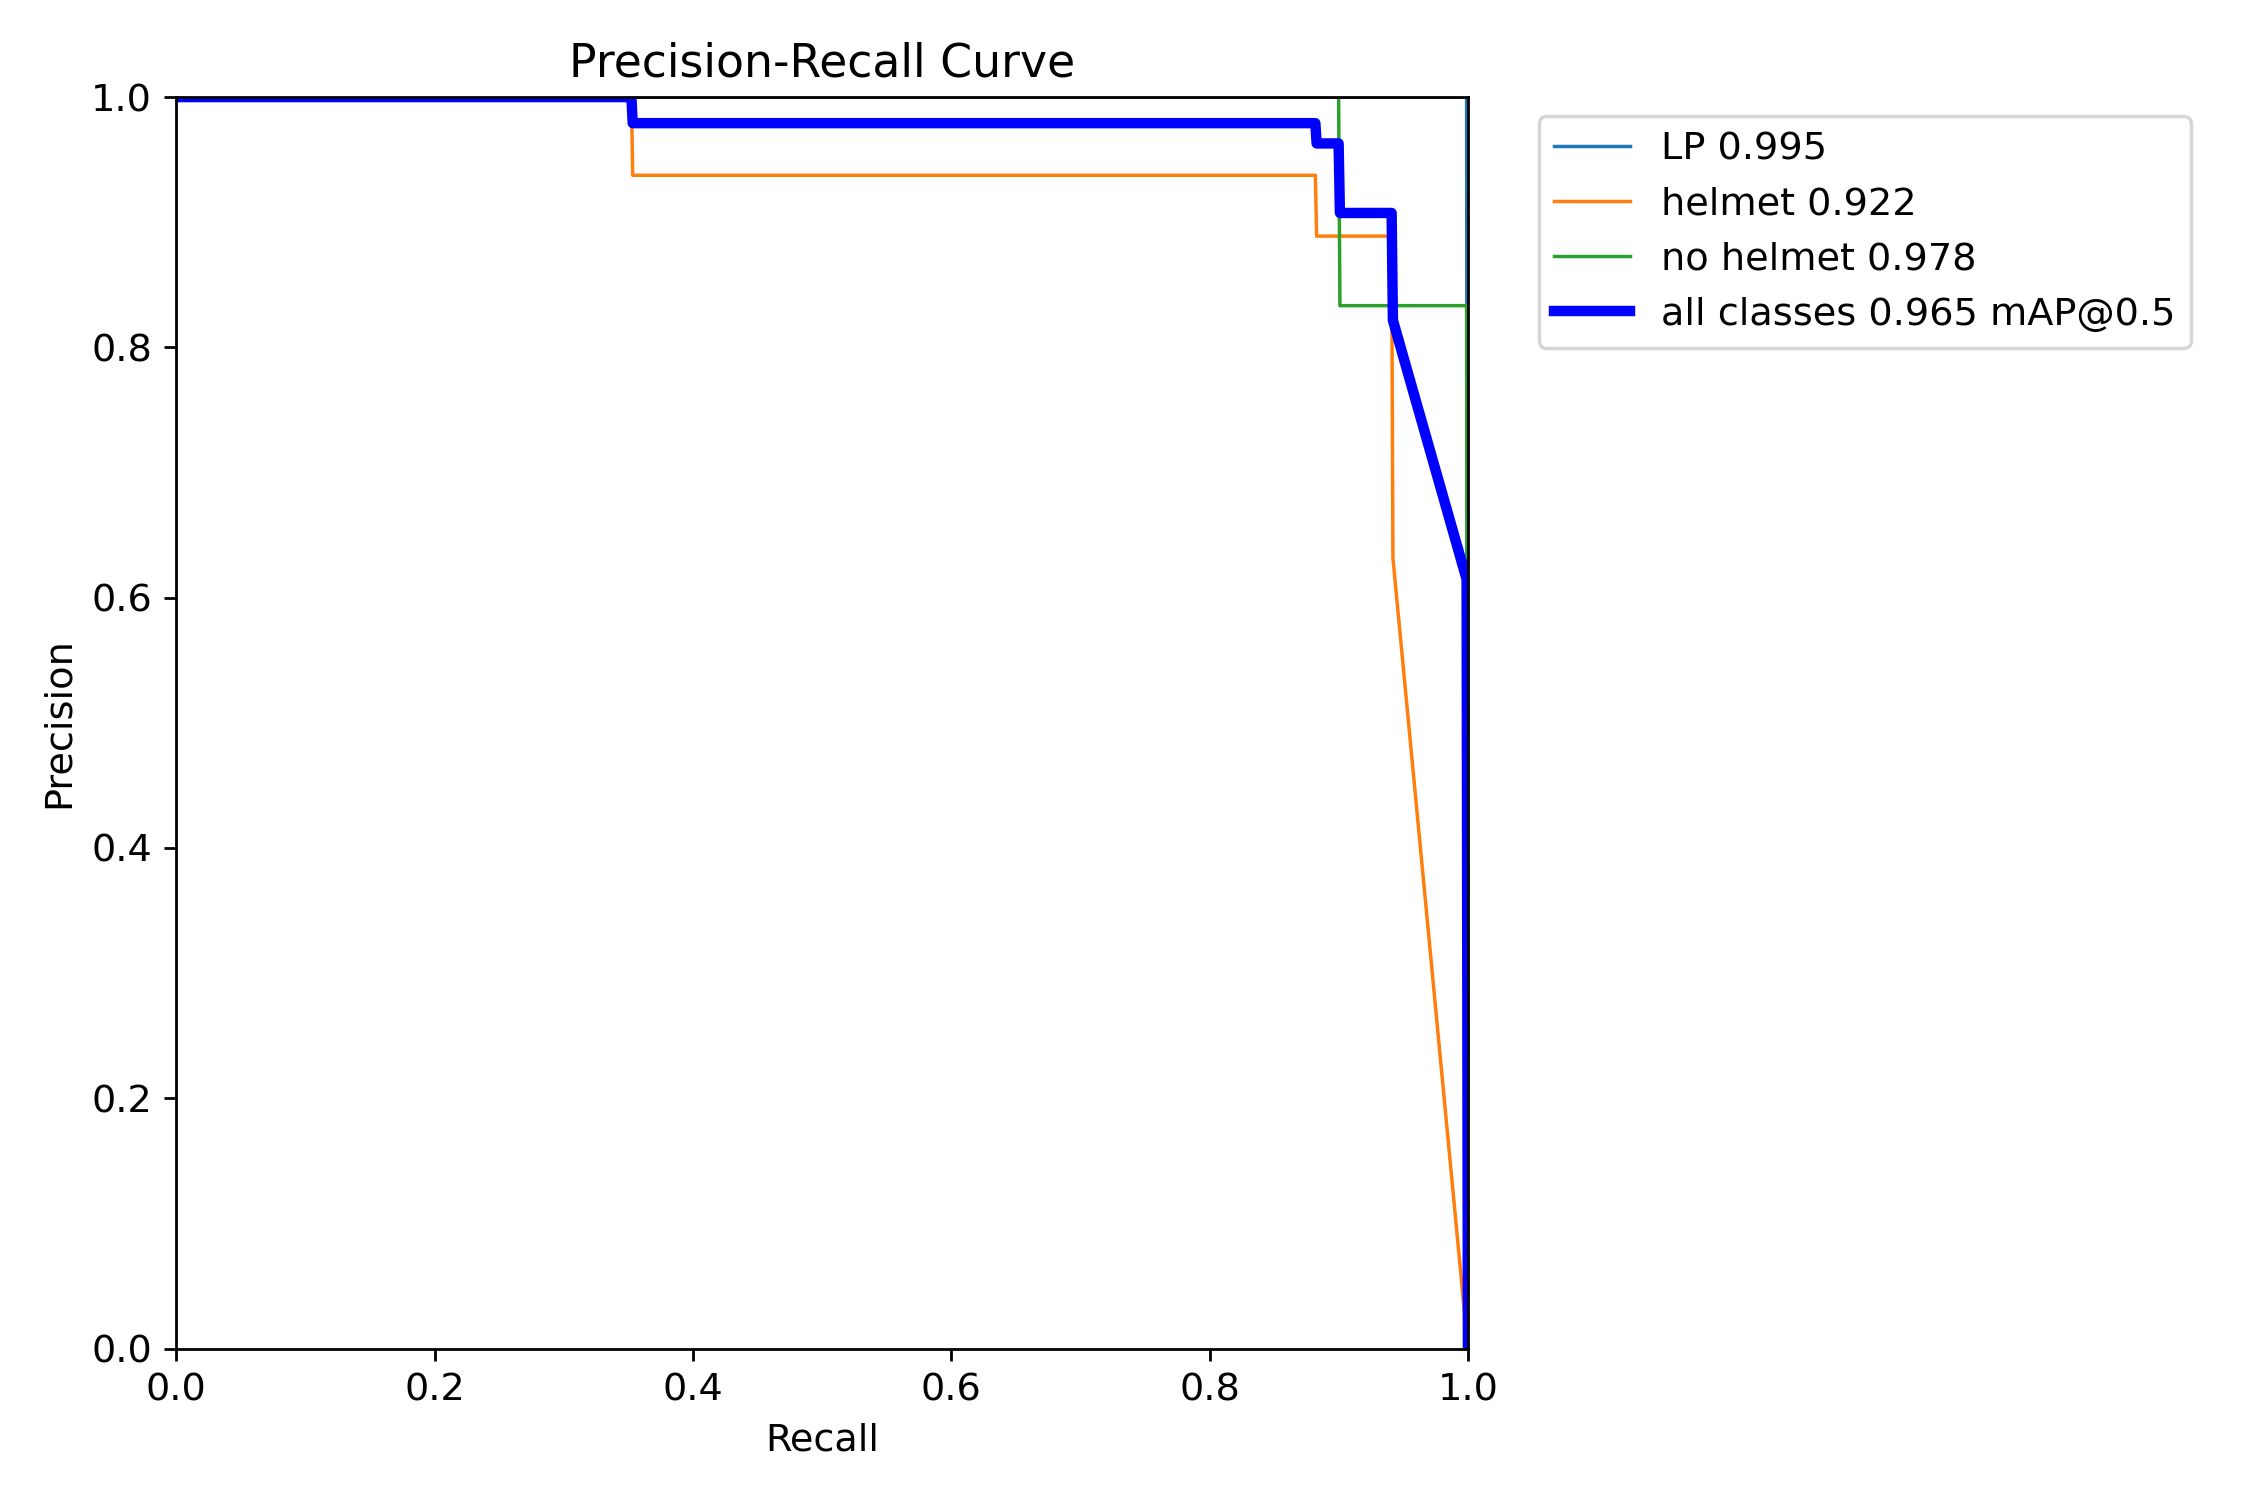 Precision-Recall Curve
1.0
0.8
0.6
0.4
0.2
0.0
Precision
0.0 0.2 0.4 0.6 0.8 1.0
Recall
LP 0.995
helmet 0.922
no helmet 0.978
all classes 0.965 mAP@0.5